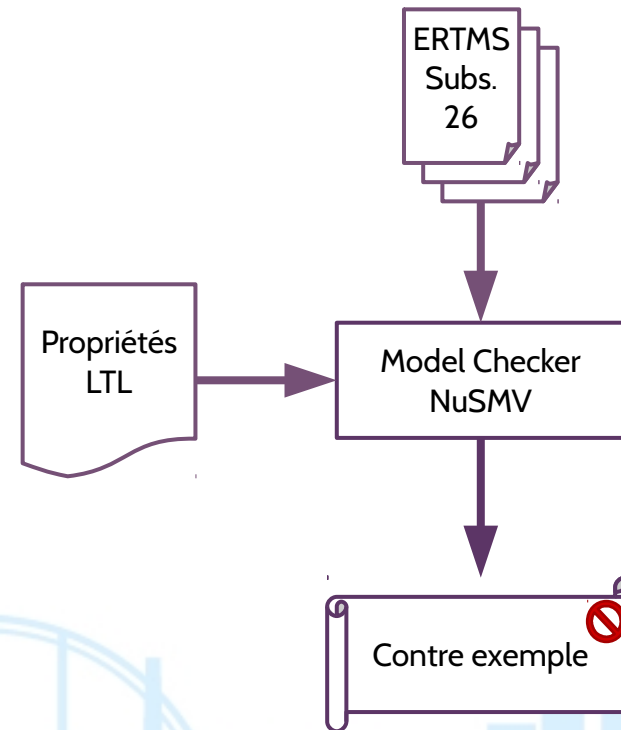 ERTMS
Subs.
26
Propriétés
LTL
Model Checker
NuSMV
Contre exemple